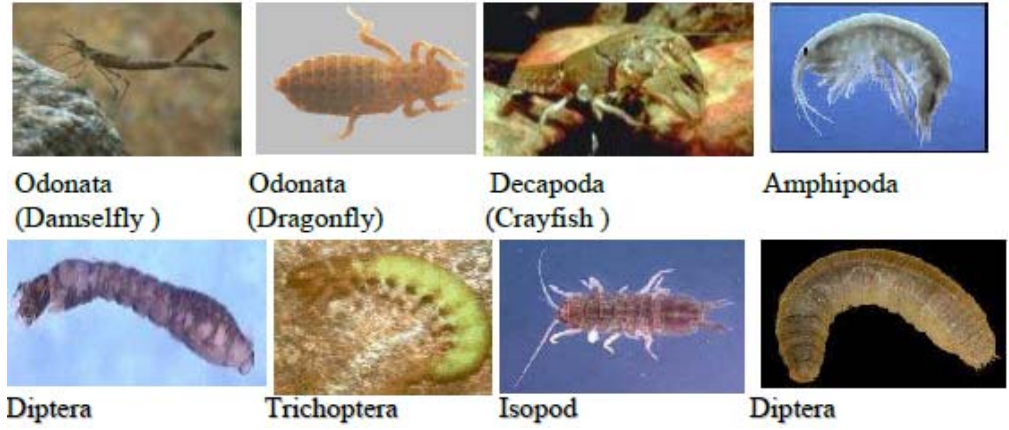 Odonata Odonata Decapoda Amphipoda
(Damselfly ) (Dragonfly) (Crayfish )
Diptera Trichoptera Isopod Diptera